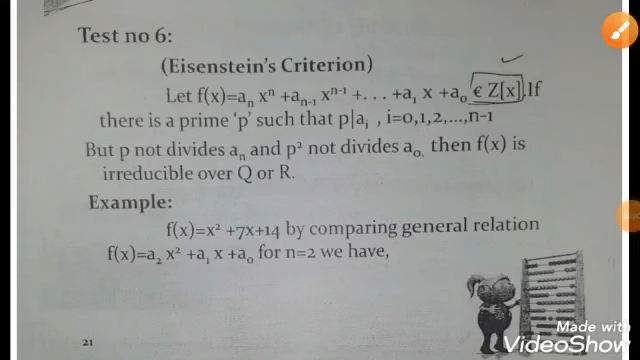 Test no 6:
(Eisenstein's Criterion)
Let f(x)=aₙ xⁿ +aₙ₋₁ xⁿ⁻¹ +. . . +a₁ x +a₀ € Z[x].If
there is a prime 'p' such that p|aᵢ , i=0,1,2,...,n-1
But p not divides aₙ and p² not divides a₀, then f(x) is
irreducible over Q or R.
Example:
f(x)=x² +7x+14 by comparing general relation
f(x)=a₂ x² +a₁ x +a₀ for n=2 we have,
21
Made with
VideoShow